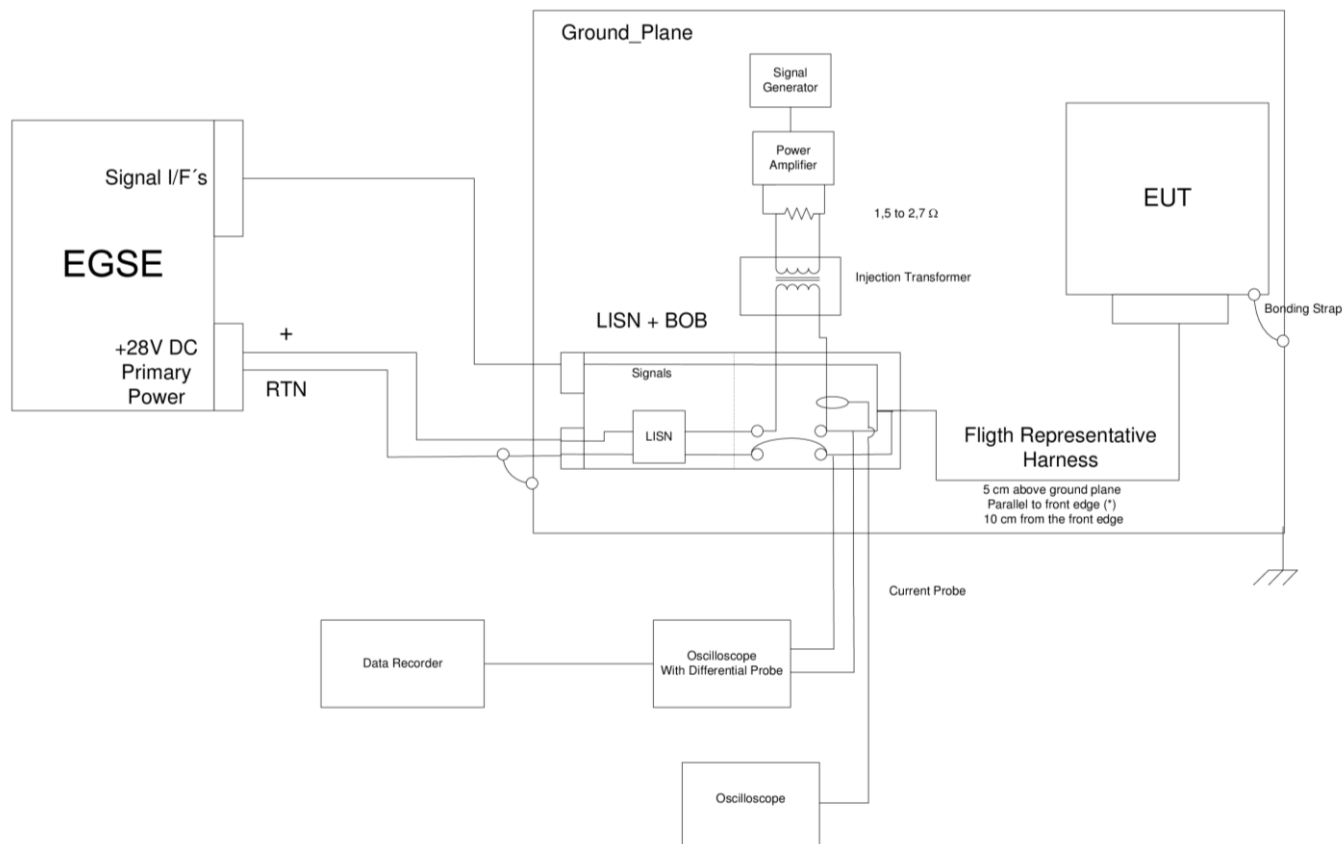 Ground_Plane
Signal
Generator
Power
Amplifier
1,5 to 2,7 Ω
Injection Transformer
EUT
Bonding Strap
Signal I/F´s
EGSE
+28V DC
Primary
Power
+
RTN
LISN + BOB
Signals
LISN
Fligth Representative
Harness
5 cm above ground plane
Parallel to front edge (*)
10 cm from the front edge
Current Probe
Data Recorder
Oscilloscope
With Differential Probe
Oscilloscope